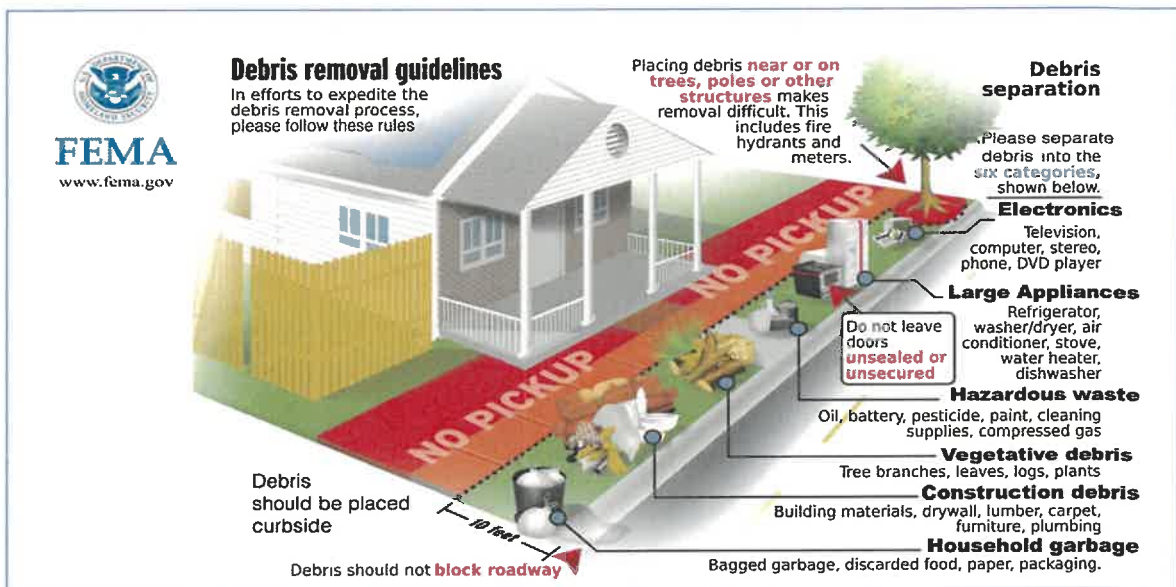 U.S. DEPARTMENT OF
HOMELAND SECURITY
FEMA
www.fema.gov
Debris removal guidelines
In efforts to expedite the
debris removal process,
please follow these rules
Placing debris near or on
trees, poles or other
structures makes
removal difficult. This
includes fire
hydrants and
meters.
Debris
separation
Please separate
debris into the
six categories,
shown below.
Electronics
Television,
computer, stereo,
phone, DVD player
Large Appliances
Refrigerator,
washer/dryer, air
conditioner, stove,
water heater,
dishwasher
Do not leave
doors
unsealed or
unsecured
Hazardous waste
Oil, battery, pesticide, paint, cleaning
supplies, compressed gas
Vegetative debris
Tree branches, leaves, logs, plants
Construction debris
Building materials, drywall, lumber, carpet,
furniture, plumbing
Household garbage
Bagged garbage, discarded food, paper, packaging.
NO PICKUP
NO PICKUP
Debris
should be placed
curbside
10 feet
Debris should not block roadway